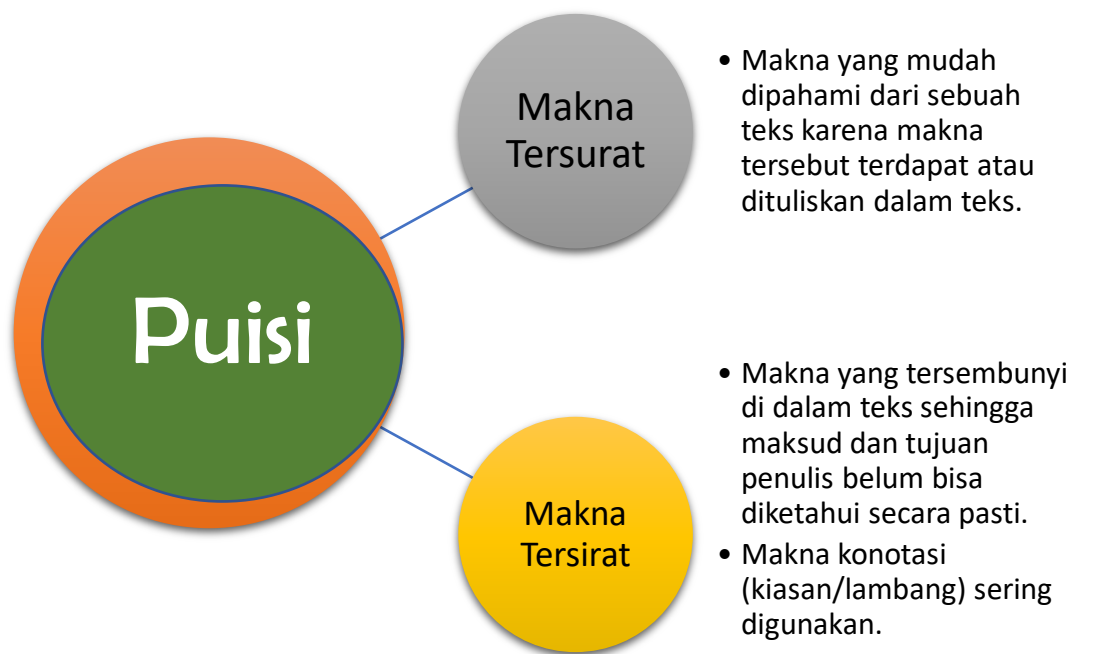 Puisi
Makna
Tersurat
• Makna yang mudah
dipahami dari sebuah
teks karena makna
tersebut terdapat atau
dituliskan dalam teks.
Makna
Tersirat
• Makna yang tersembunyi
di dalam teks sehingga
maksud dan tujuan
penulis belum bisa
diketahui secara pasti.
• Makna konotasi
(kiasan/lambang) sering
digunakan.